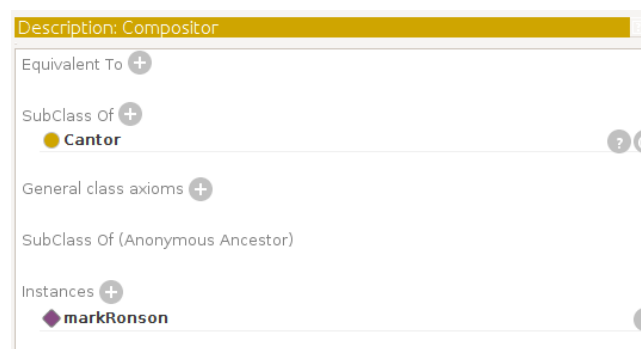 Description: Compositor
Equivalent To
SubClass Of
Cantor
General class axioms
SubClass Of (Anonymous Ancestor)
Instances
markRonson